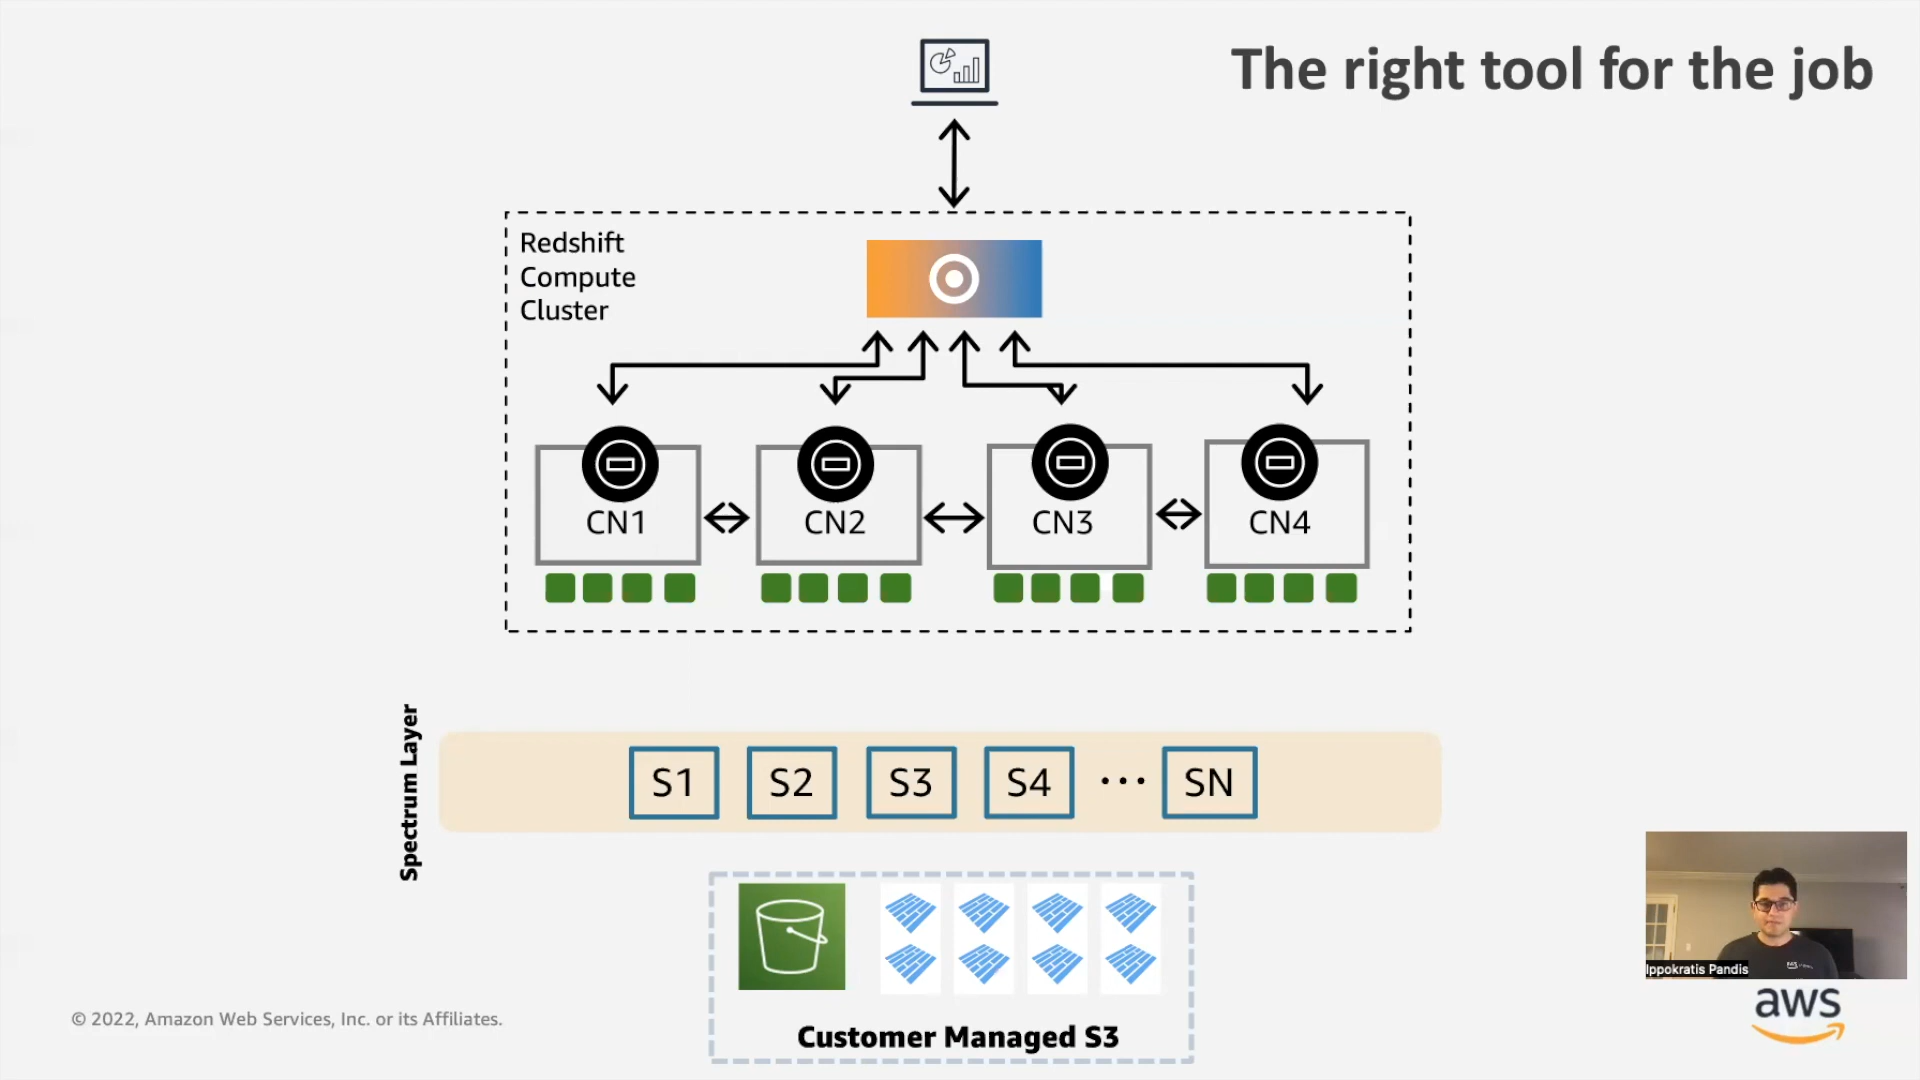 The right tool for the job
Redshift
Compute
Cluster
CN1
CN2
CN3
CN4
Spectrum Layer
S1
S2
S3
S4
...
SN
Customer Managed S3
Ippokratis Pandis
aws
© 2022, Amazon Web Services, Inc. or its Affiliates.